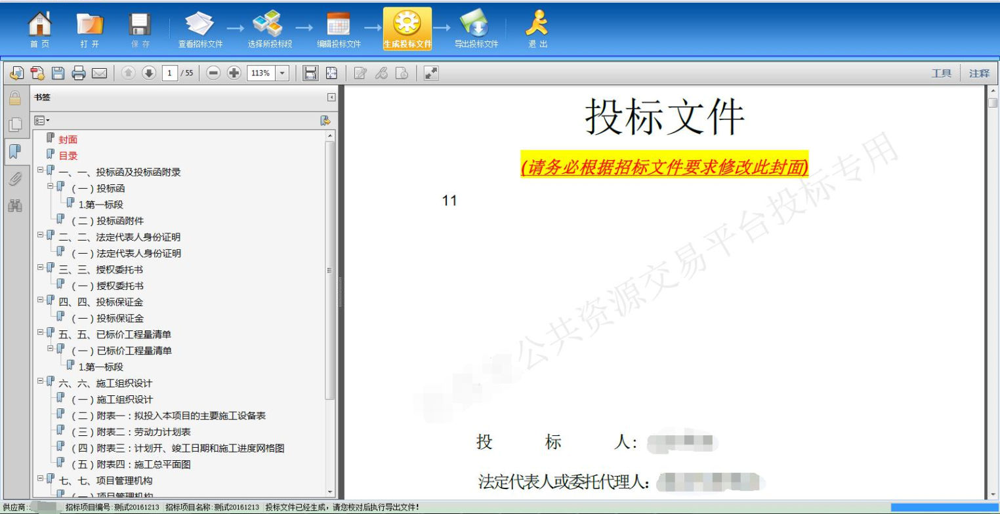 首 页
打 开
保 存
查看招标文件
选择所投标段
编辑投标文件
生成投标文件
导出投标文件
退 出
1 / 55
113%
工具
注释
书签
封面
目录
一、一、投标函及投标函附录
(一)投标函
1.第一标段
(二)投标函附件
二、二、法定代表人身份证明
(一)法定代表人身份证明
三、三、授权委托书
(一)授权委托书
四、四、投标保证金
(一)投标保证金
五、五、已标价工程量清单
(一)已标价工程量清单
1.第一标段
六、六、施工组织设计
(一)施工组织设计
(二)附表一:拟投入本项目的主要施工设备表
(三)附表二:劳动力计划表
(四)附表三:计划开、竣工日期和施工进度网格图
(五)附表四:施工总平面图
七、七、项目管理机构
(一)项目管理机构
投标文件
(请务必根据招标文件要求修改此封面)
11
公共资源交易平台投标专用
投 标 人:
法定代表人或委托代理人:
供应商: 招标项目编号:测试20161213 招标项目名称:测试20161213 投标文件已经生成,请您校对后执行导出文件!